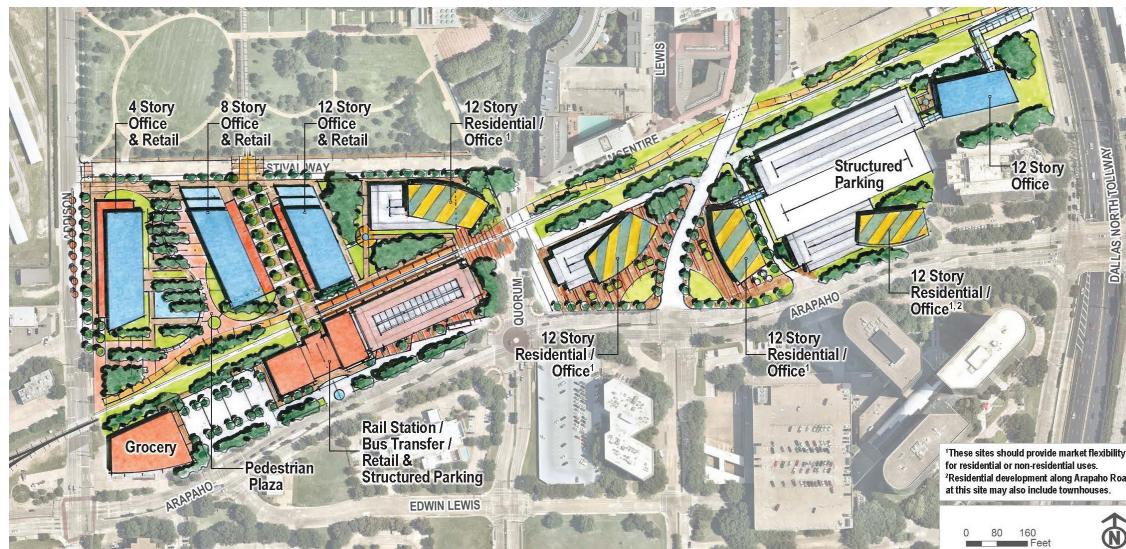 4 Story
Office
& Retail
8 Story
Office
& Retail
12 Story
Office
& Retail
12 Story
Residential /
Office¹
LEWIS
STIVAL WAY
ADDISON
QUORUM
Structured
Parking
12 Story
Office
DALLAS NORTH TOLLWAY
12 Story
Residential /
Office¹,²
ARAPAHO
12 Story
Residential /
Office¹
12 Story
Residential /
Office¹
Grocery
Pedestrian
Plaza
Rail Station /
Bus Transfer /
Retail &
Structured Parking
ARAPAHO
EDWIN LEWIS
¹These sites should provide market flexibility
for residential or non-residential uses.
²Residential development along Arapaho Roa
at this site may also include townhouses.
0 80 160
Feet
N